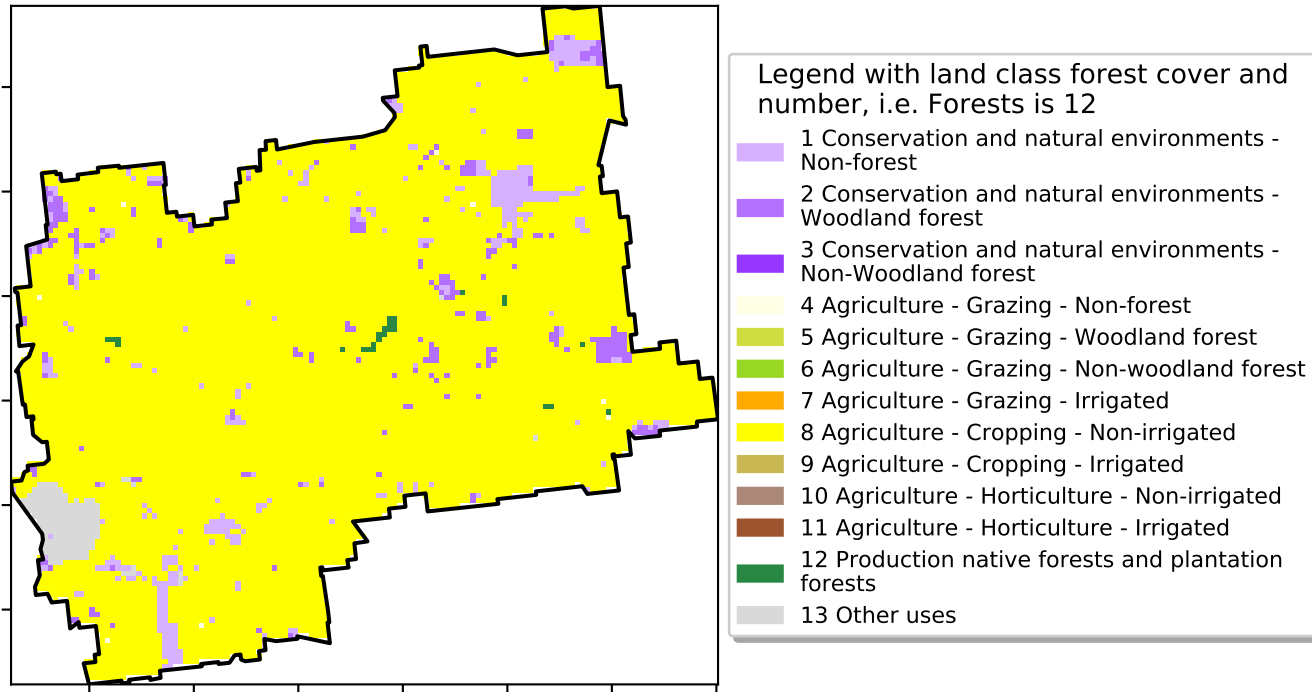 Legend with land class forest cover and
number, i.e. Forests is 12
1 Conservation and natural environments -
Non-forest
2 Conservation and natural environments -
Woodland forest
3 Conservation and natural environments -
Non-Woodland forest
4 Agriculture - Grazing - Non-forest
5 Agriculture - Grazing - Woodland forest
6 Agriculture - Grazing - Non-woodland forest
7 Agriculture - Grazing - Irrigated
8 Agriculture - Cropping - Non-irrigated
9 Agriculture - Cropping - Irrigated
10 Agriculture - Horticulture - Non-irrigated
11 Agriculture - Horticulture - Irrigated
12 Production native forests and plantation
forests
13 Other uses